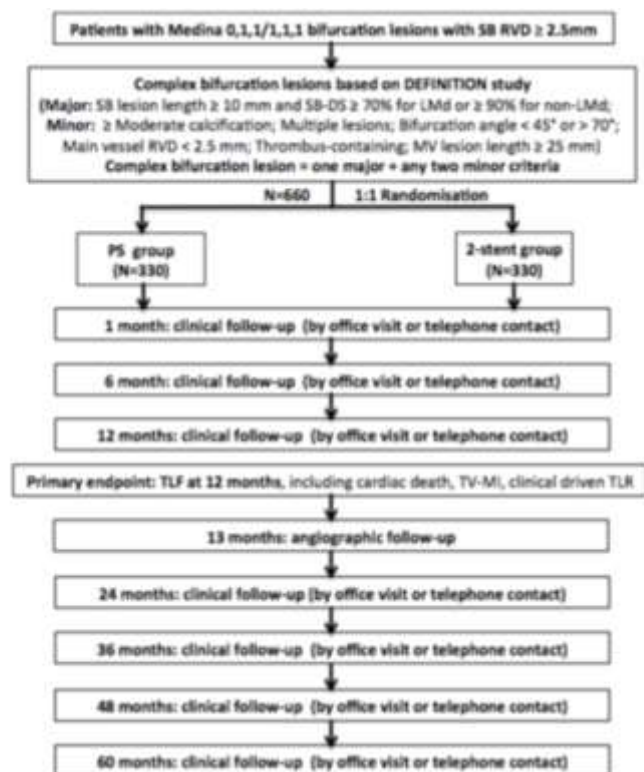 Patients with Medina 0,1,1/1,1,1 bifurcation lesions with SB RVD ≥ 2.5mm
Complex bifurcation lesions based on DEFINITION study
(Major: SB lesion length ≥ 10 mm and SB-DS ≥ 70% for LMd or ≥ 90% for non-LMd;
Minor: ≥ Moderate calcification; Multiple lesions; Bifurcation angle < 45° or > 70°;
Main vessel RVD < 2.5 mm; Thrombus-containing; MV lesion length ≥ 25 mm)
Complex bifurcation lesion = one major + any two minor criteria
N=660 1:1 Randomisation
PS group
(N=330)
2-stent group
(N=330)
1 month: clinical follow-up (by office visit or telephone contact)
6 month: clinical follow-up (by office visit or telephone contact)
12 months: clinical follow-up (by office visit or telephone contact)
Primary endpoint: TLF at 12 months, including cardiac death, TV-MI, clinical driven TLR
13 months: angiographic follow-up
24 months: clinical follow-up (by office visit or telephone contact)
36 months: clinical follow-up (by office visit or telephone contact)
48 months: clinical follow-up (by office visit or telephone contact)
60 months: clinical follow-up (by office visit or telephone contact)